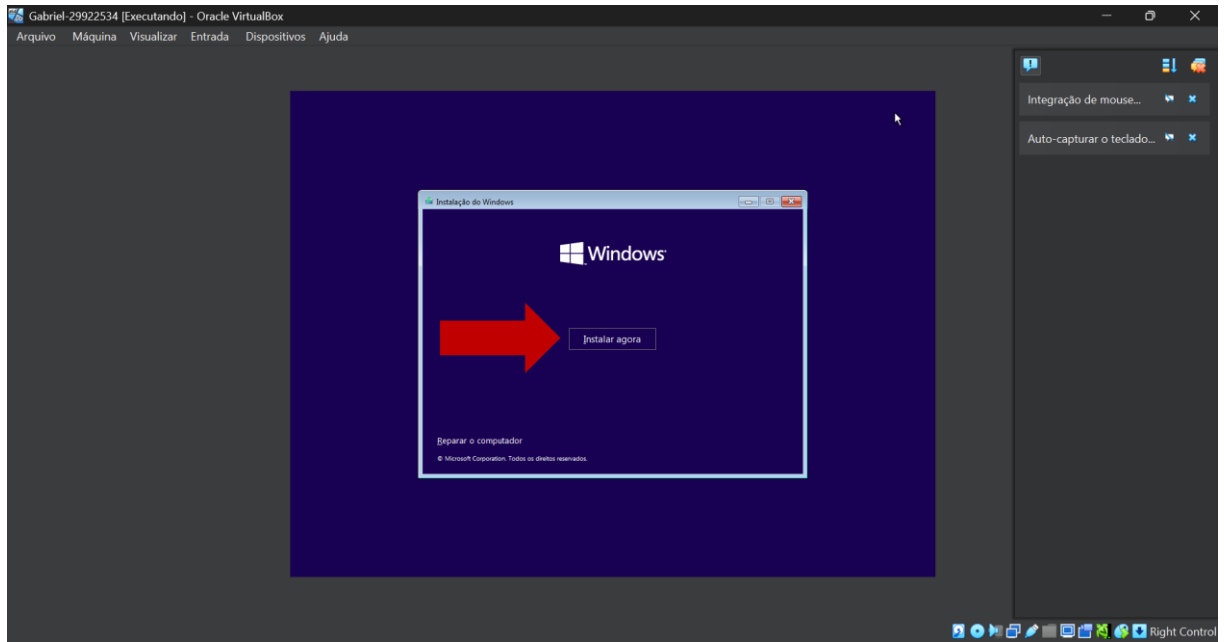 Gabriel-29922534 [Executando] - Oracle VirtualBox
Arquivo Máquina Visualizar Entrada Dispositivos Ajuda
Integração de mouse...
Auto-capturar o teclado...
Instalação do Windows
Windows
Instalar agora
Reparar o computador
© Microsoft Corporation. Todos os direitos reservados.
Right Control